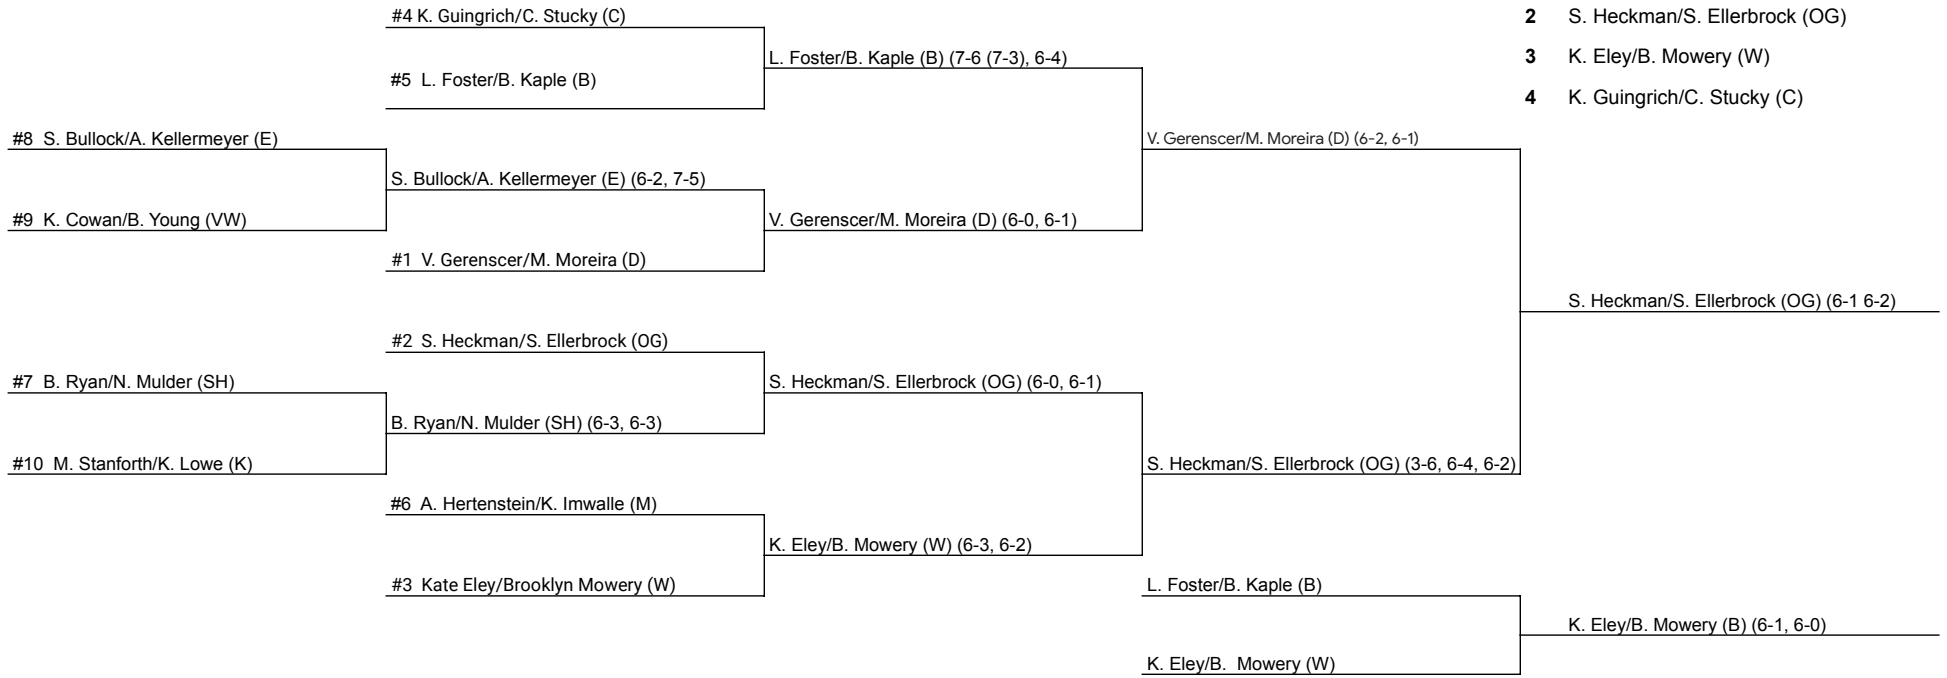 #4 K. Guingrich/C. Stucky (C)
2 S. Heckman/S. Ellerbrock (OG)
L. Foster/B. Kaple (B) (7-6 (7-3), 6-4)
3 K. Eley/B. Mowery (W)
#5 L. Foster/B. Kaple (B)
4 K. Guingrich/C. Stucky (C)
#8 S. Bullock/A. Kellermeyer (E)
V. Gerenscer/M. Moreira (D) (6-2, 6-1)
S. Bullock/A. Kellermeyer (E) (6-2, 7-5)
#9 K. Cowan/B. Young (VW)
V. Gerenscer/M. Moreira (D) (6-0, 6-1)
#1 V. Gerenscer/M. Moreira (D)
S. Heckman/S. Ellerbrock (OG) (6-1 6-2)
#2 S. Heckman/S. Ellerbrock (OG)
#7 B. Ryan/N. Mulder (SH)
S. Heckman/S. Ellerbrock (OG) (6-0, 6-1)
B. Ryan/N. Mulder (SH) (6-3, 6-3)
#10 M. Stanforth/K. Lowe (K)
S. Heckman/S. Ellerbrock (OG) (3-6, 6-4, 6-2)
#6 A. Hertenstein/K. Imwalle (M)
K. Eley/B. Mowery (W) (6-3, 6-2)
#3 Kate Eley/Brooklyn Mowery (W)
L. Foster/B. Kaple (B)
K. Eley/B. Mowery (B) (6-1, 6-0)
K. Eley/B. Mowery (W)